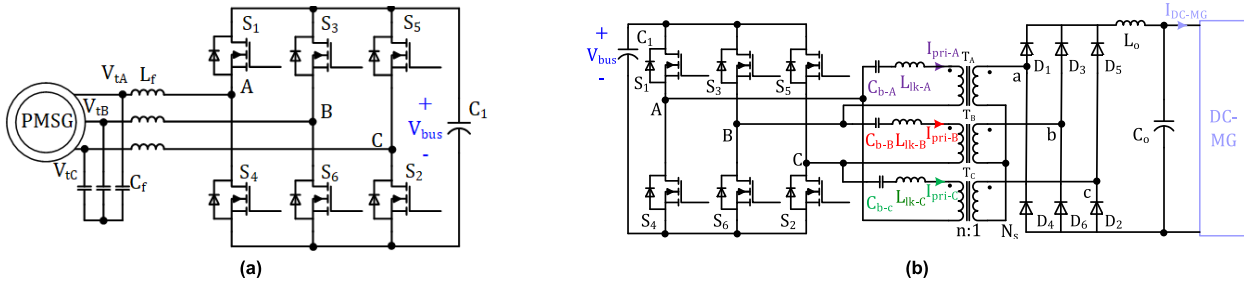 S1 S3 S5
VtA Lf
A
C1
PMSG
VtB
B
+
Vbus
-
C
VtC
Cf
S4 S6 S2
(a)
+
Vbus
-
C1
S1 S3 S5
A
B
C
S4 S6 S2
Ipri-A
Cb-A Llk-A
TA
Ipri-B
Cb-B Llk-B
TB
Ipri-C
Cb-c Llk-C
TC
n:1
Ns
a
b
c
D1 D3 D5
D4 D6 D2
Lo
IDC-MG
Co
DC-
MG
(b)